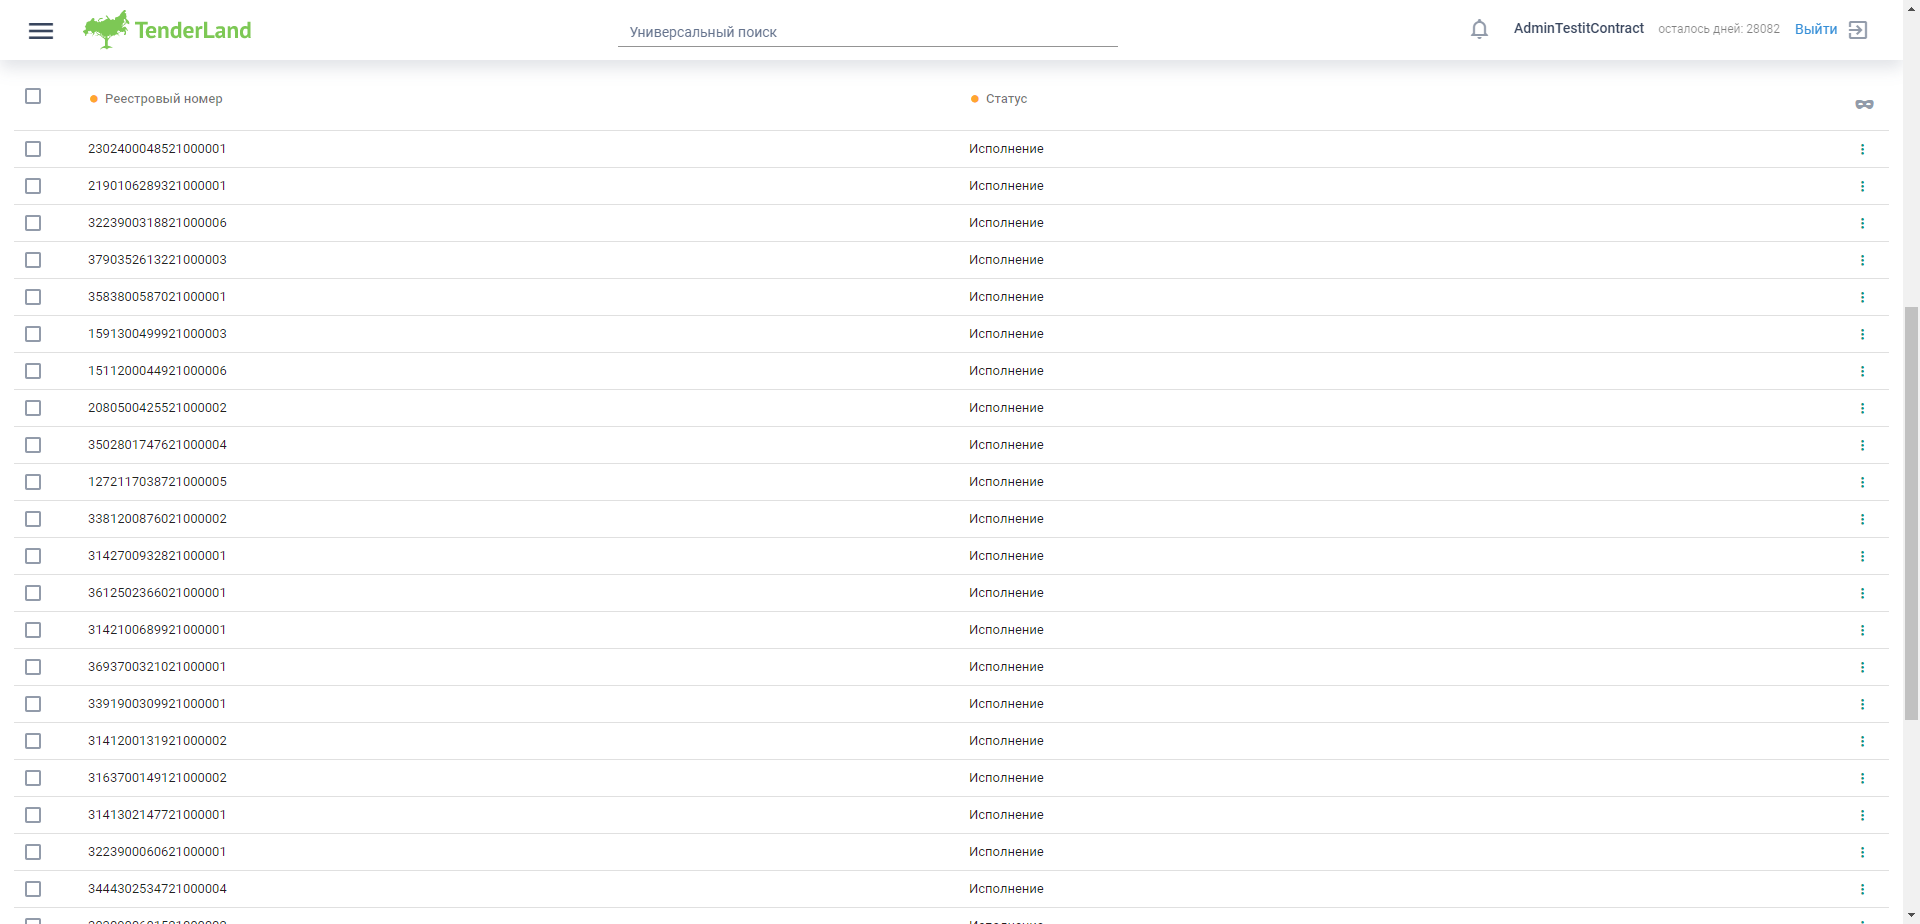 TenderLand
Универсальный поиск
AdminTestitContract осталось дней: 28082 Выйти
Реестровый номер Статус
2302400048521000001 Исполнение
2190106289321000001 Исполнение
3223900318821000006 Исполнение
3790352613221000003 Исполнение
3583800587021000001 Исполнение
1591300499921000003 Исполнение
1511200044921000006 Исполнение
2080500425521000002 Исполнение
3502801747621000004 Исполнение
1272117038721000005 Исполнение
3381200876021000002 Исполнение
3142700932821000001 Исполнение
3612502366021000001 Исполнение
3142100689921000001 Исполнение
3693700321021000001 Исполнение
3391900309921000001 Исполнение
3141200131921000002 Исполнение
3163700149121000002 Исполнение
3141302147721000001 Исполнение
3223900060621000001 Исполнение
3444302534721000004 Исполнение
Исполнение